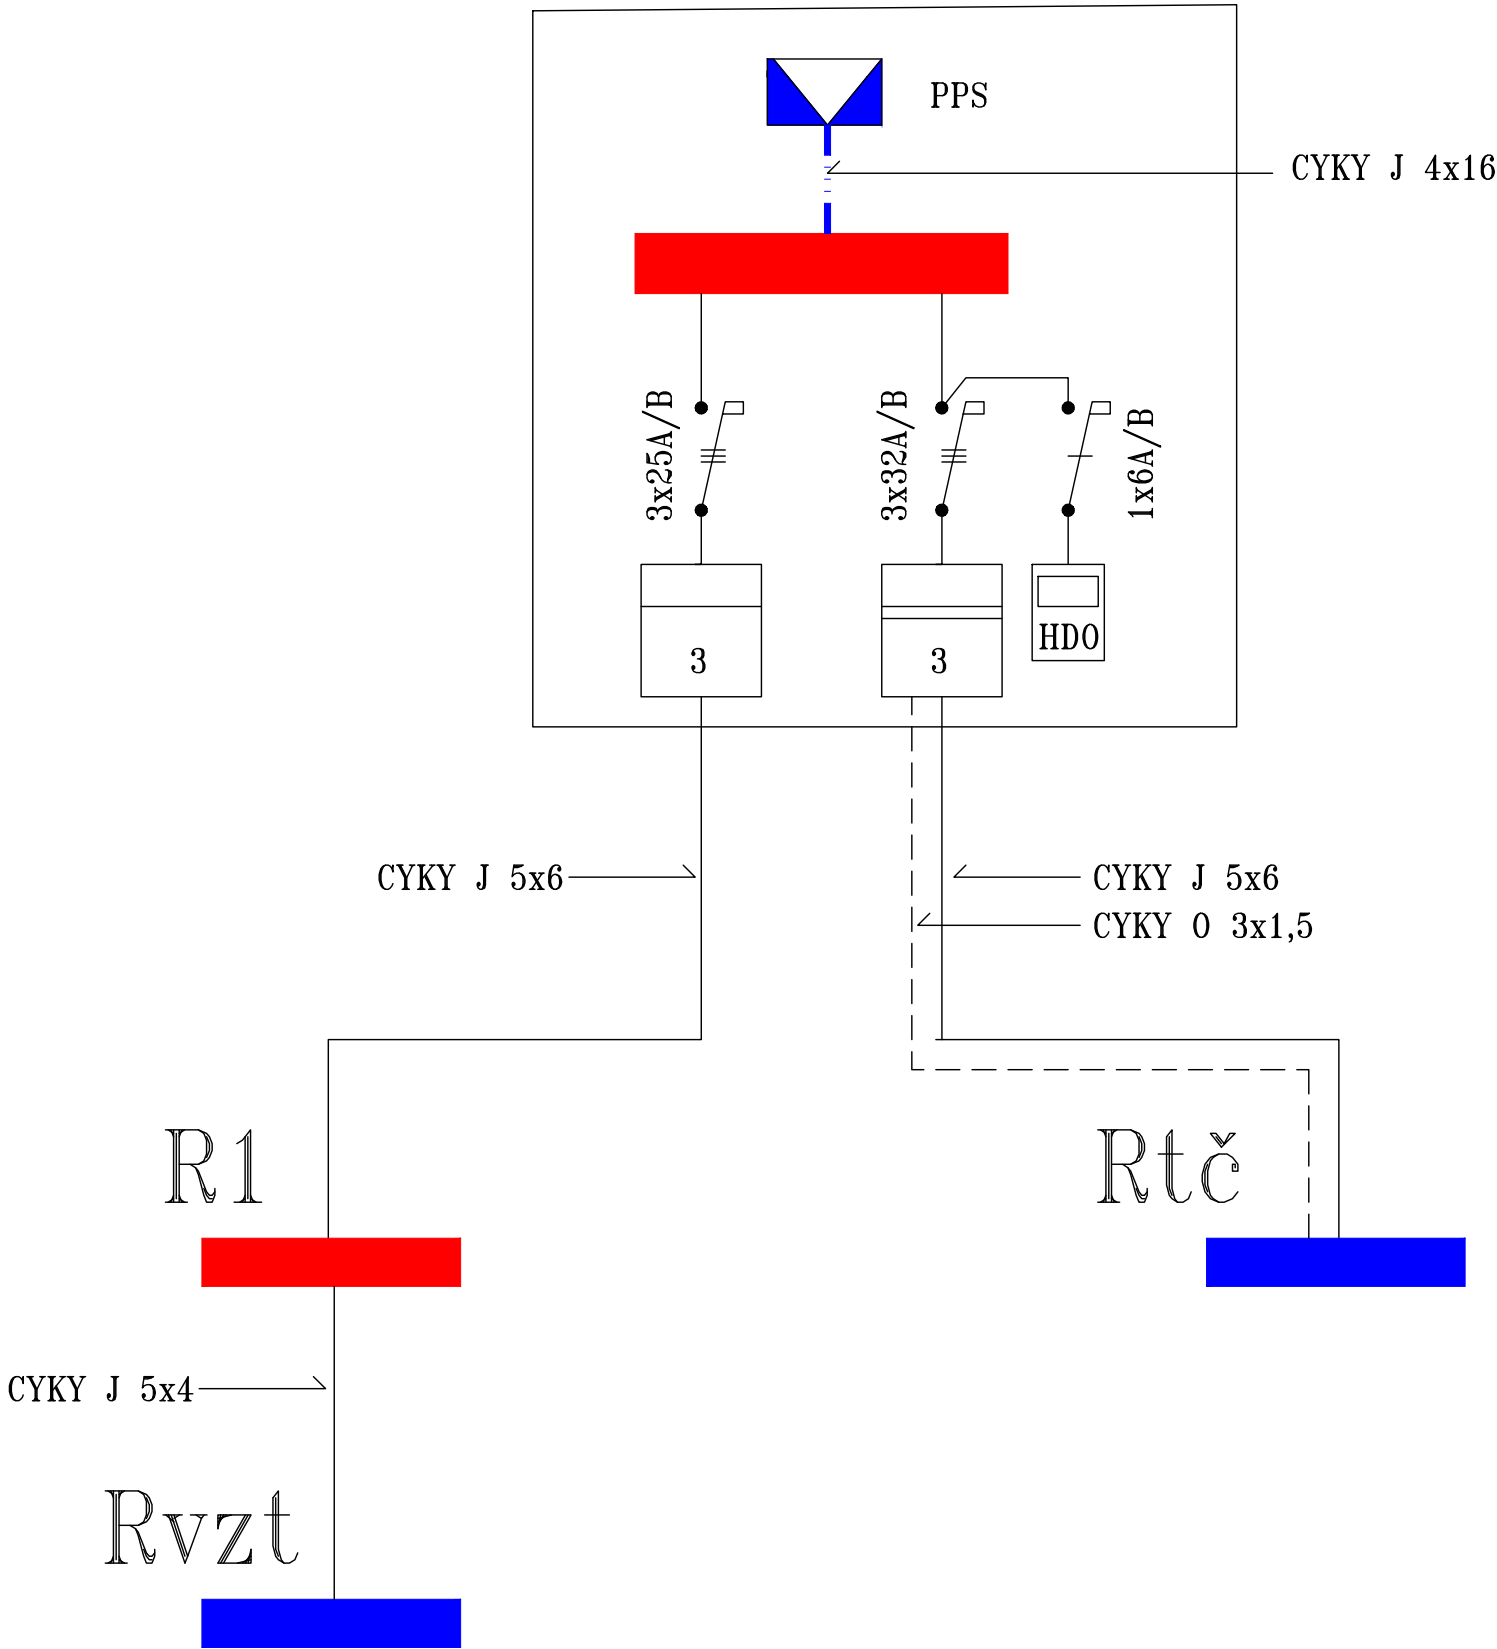 PPS
CYKY J 4x16
3x25A/B
3x32A/B
1x6A/B
HDO
3
3
CYKY J 5x6
CYKY J 5x6
CYKY O 3x1,5
R1
Rtč
CYKY J 5x4
Rvzt